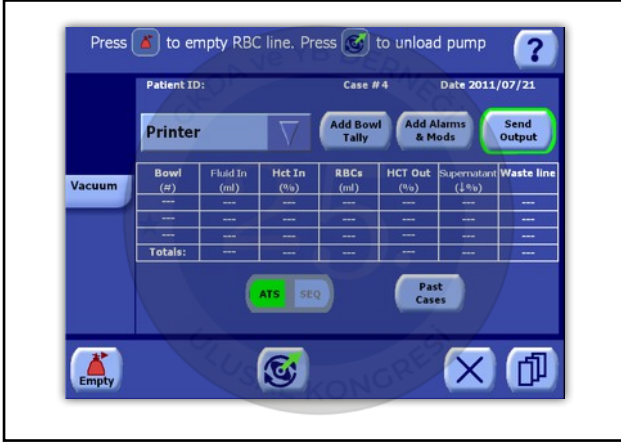 Press to empty RBC line. Press to unload pump
?
Patient ID: Case #4 Date 2011/07/21
Printer
Add Bowl Tally
Add Alarms & Mods
Send Output
Vacuum
Bowl (#) Fluid In (ml) Hct In (%) RBCs (ml) HCT Out (%) Supernatant (↓%) Waste line
--- --- --- --- --- --- ---
--- --- --- --- --- --- ---
--- --- --- --- --- --- ---
Totals: --- --- --- --- --- ---
ATS SEQ
Past Cases
Empty
ULUSAL KONGRESİ